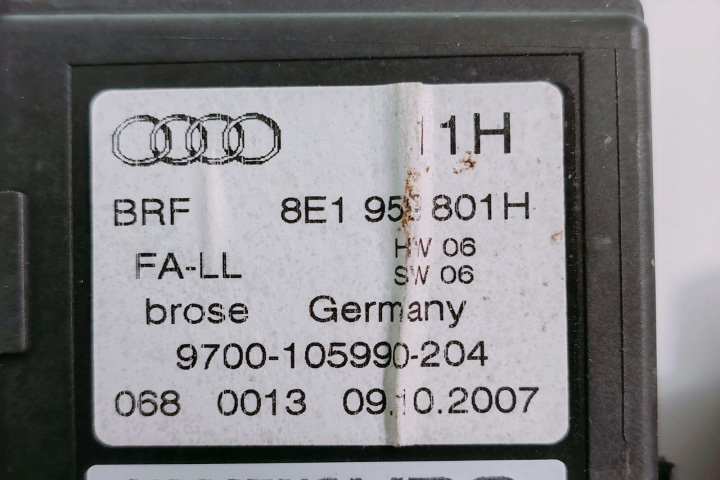 11H
BRF 8E1 959 801H
FA-LL HW 06
SW 06
brose Germany
9700-105990-204
068 0013 09.10.2007